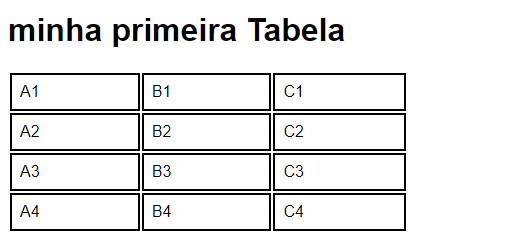 minha primeira Tabela
A1 B1 C1
A2 B2 C2
A3 B3 C3
A4 B4 C4